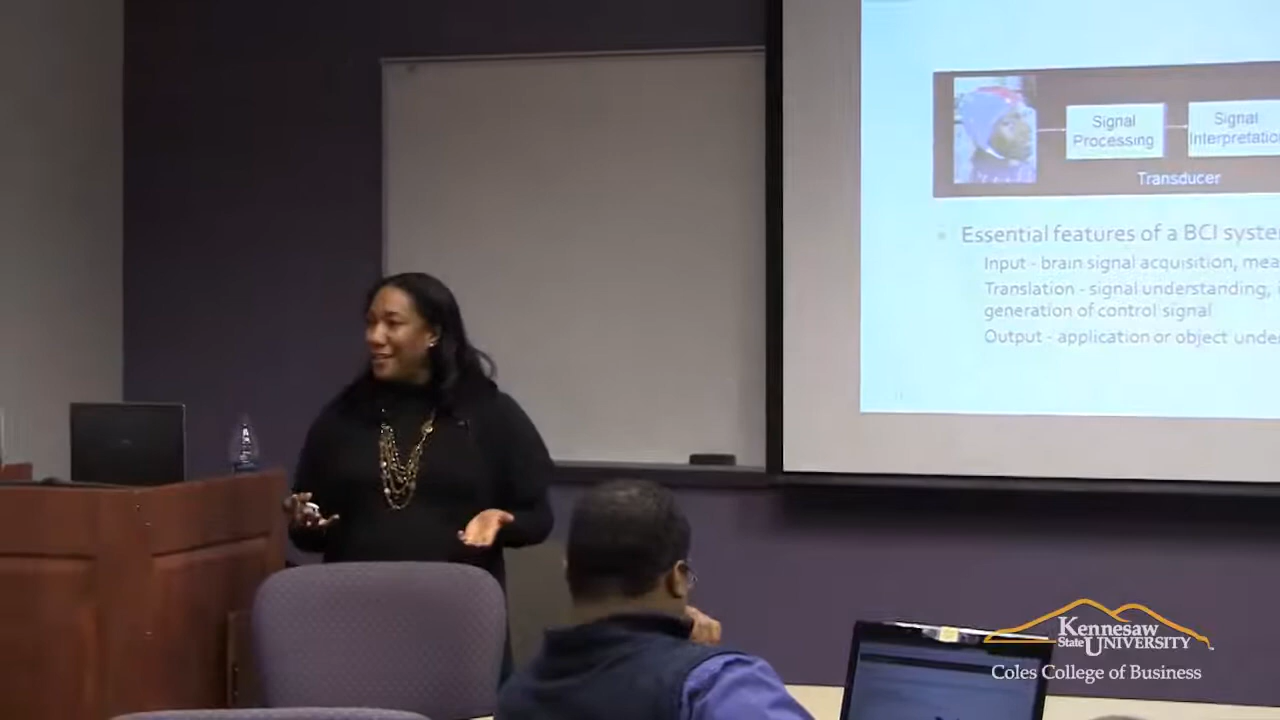 Signal
Processing
Signal
Interpretatio
Transducer
Essential features of a BCI syste
Input - brain signal acquisition, mea
Translation - signal understanding, i
generation of control signal
Output - application or object unde
Kennesaw
State UNIVERSITY
Coles College of Business